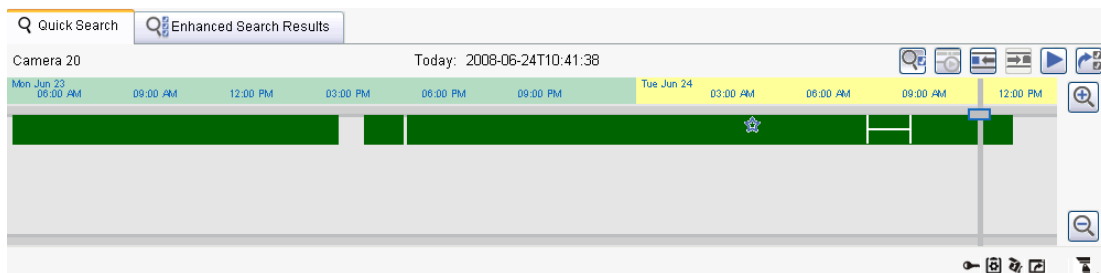 Quick Search
Enhanced Search Results
Camera 20
Today: 2008-06-24T10:41:38
Mon Jun 23
Tue Jun 24
06:00 AM
09:00 AM
12:00 PM
03:00 PM
06:00 PM
09:00 PM
03:00 AM
06:00 AM
09:00 AM
12:00 PM